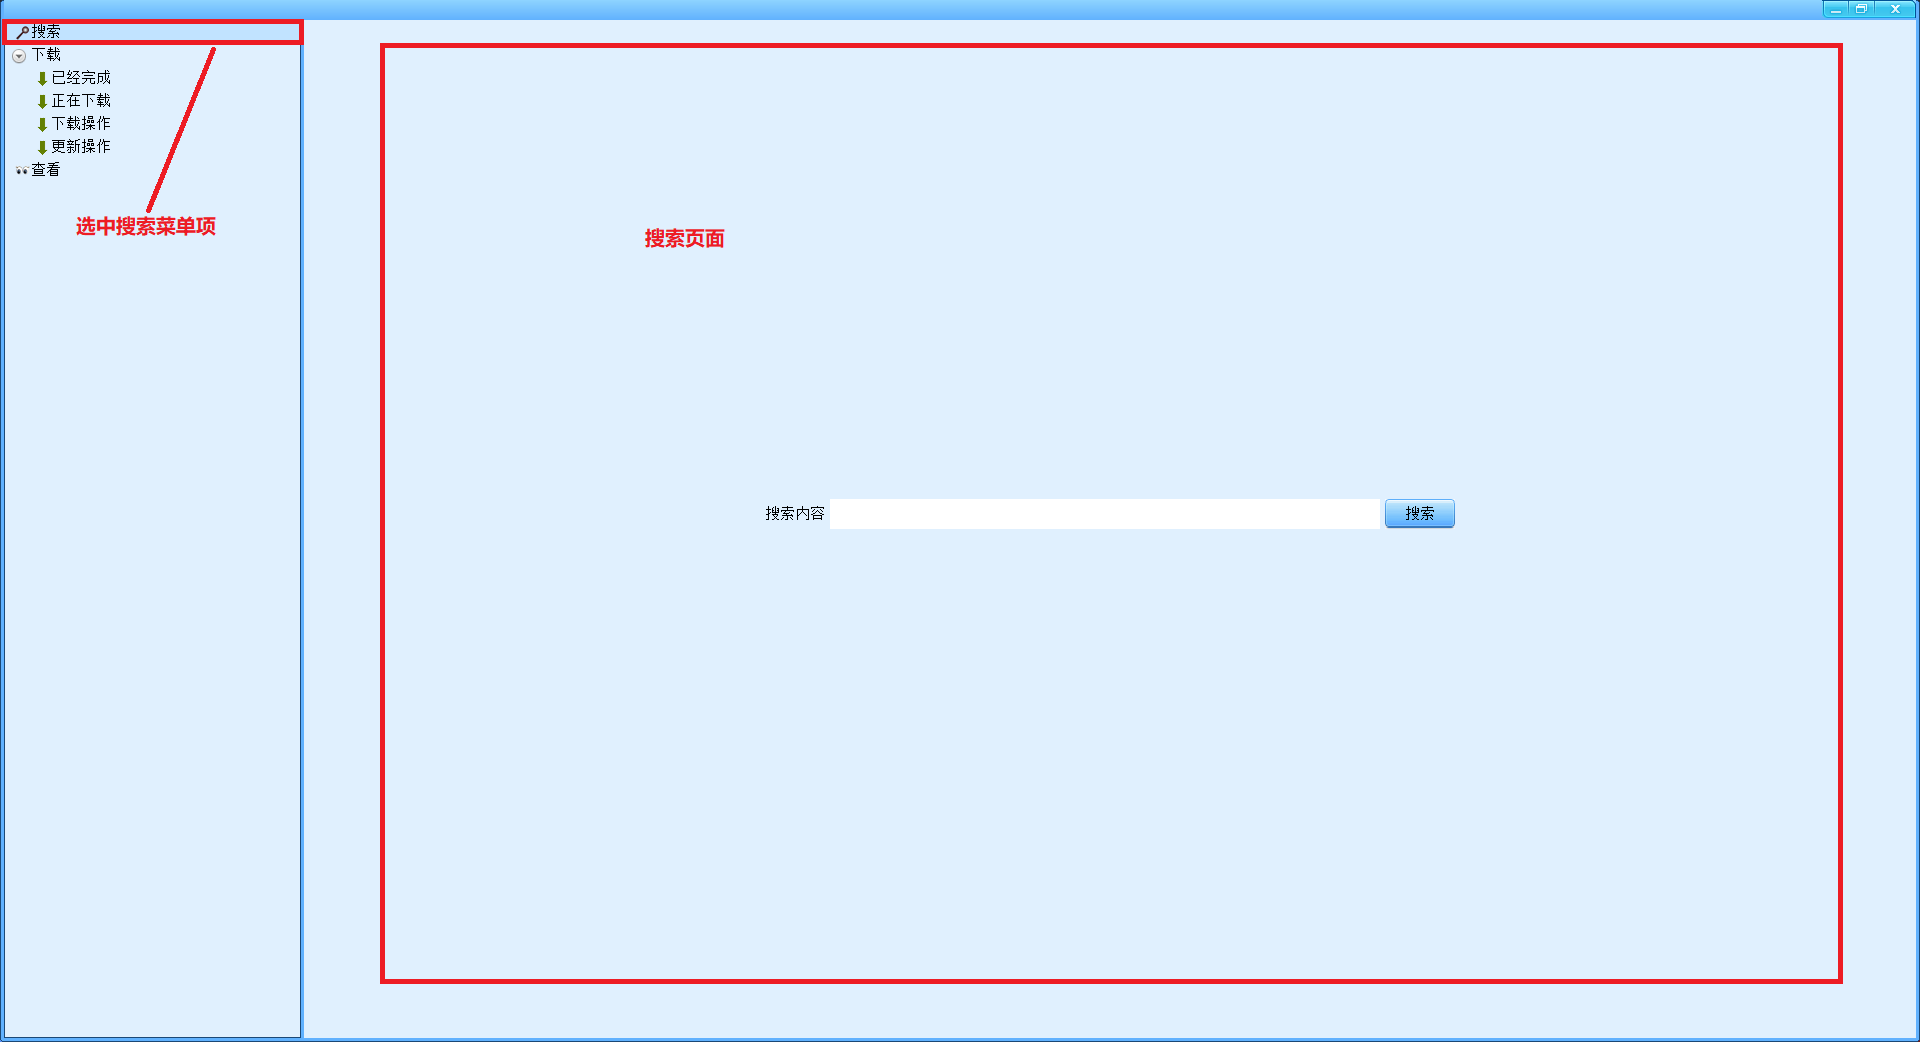 搜索
下载
已经完成
正在下载
下载操作
更新操作
查看
选中搜索菜单项
搜索页面
搜索内容
搜索